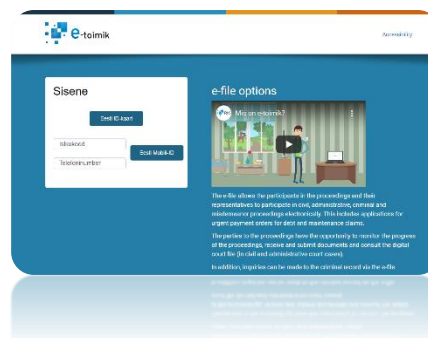 e-toimik
Accessibility
Sisene
Eesti ID-kaart
Isikukood
Eesti Mobiil-ID
Telefoninumber
e-file options
Mis on e-toimik?
The e-file allows the participants in the proceedings and their
representatives to participate in civil, administrative, criminal and
misdemeanor proceedings electronically. This includes applications for
urgent payment orders for debt and maintenance claims.
The parties to the proceedings have the opportunity to monitor the progress
of the proceedings, receive and submit documents and consult the digital
court file (in civil and administrative court cases).
In addition, inquiries can be made to the criminal record via the e-file